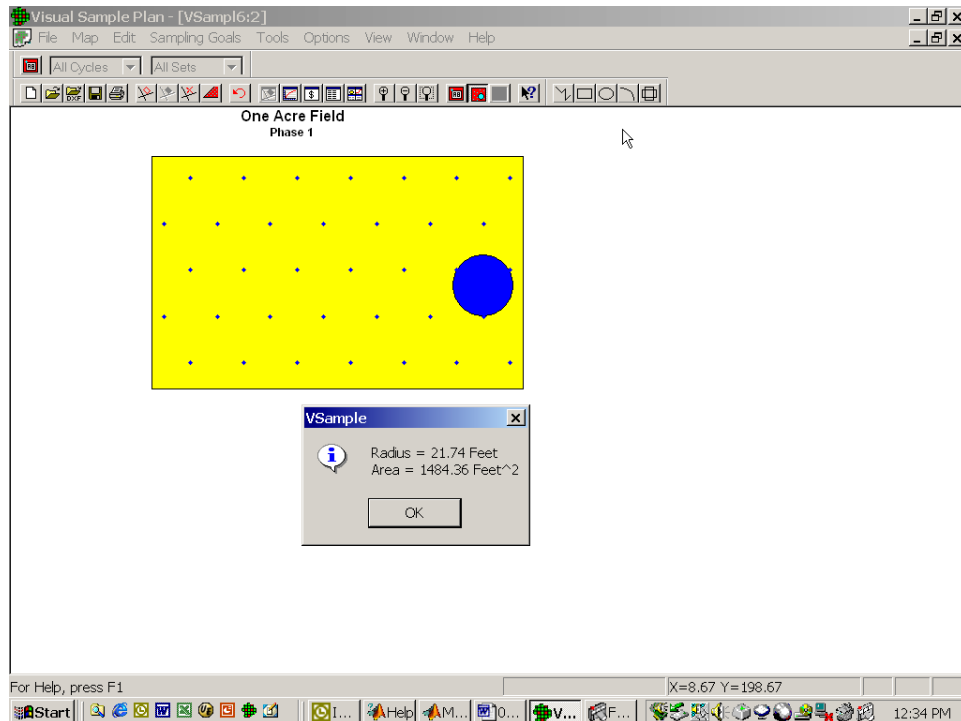 Visual Sample Plan - [VSampl6:2]
File Map Edit Sampling Goals Tools Options View Window Help
All Cycles All Sets
One Acre Field
Phase 1
VSample
Radius = 21.74 Feet
Area = 1484.36 Feet^2
OK
For Help, press F1
X=8.67 Y=198.67
Start I... Help M... 0... V... F... 12:34 PM